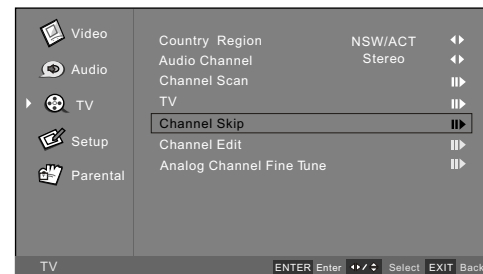 Video
Audio
TV
Setup
Parental
Country Region NSW/ACT
Audio Channel Stereo
Channel Scan
TV
Channel Skip
Channel Edit
Analog Channel Fine Tune
TV
ENTER Enter Select EXIT Back